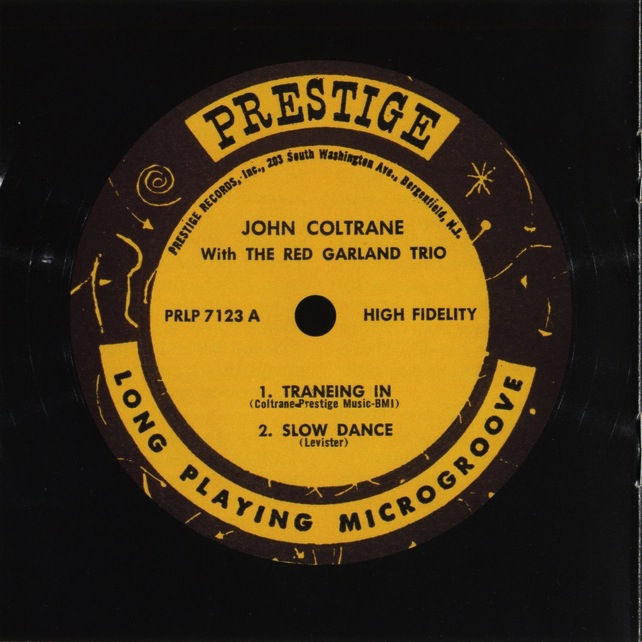 PRESTIGE
PRESTIGE RECORDS, Inc., 203 South Washington Ave., Bergenfield, N.J.
JOHN COLTRANE
With THE RED GARLAND TRIO
PRLP 7123 A HIGH FIDELITY
1. TRANEING IN
(Coltrane-Prestige Music-BMI)
2. SLOW DANCE
(Levister)
LONG PLAYING MICROGROOVE